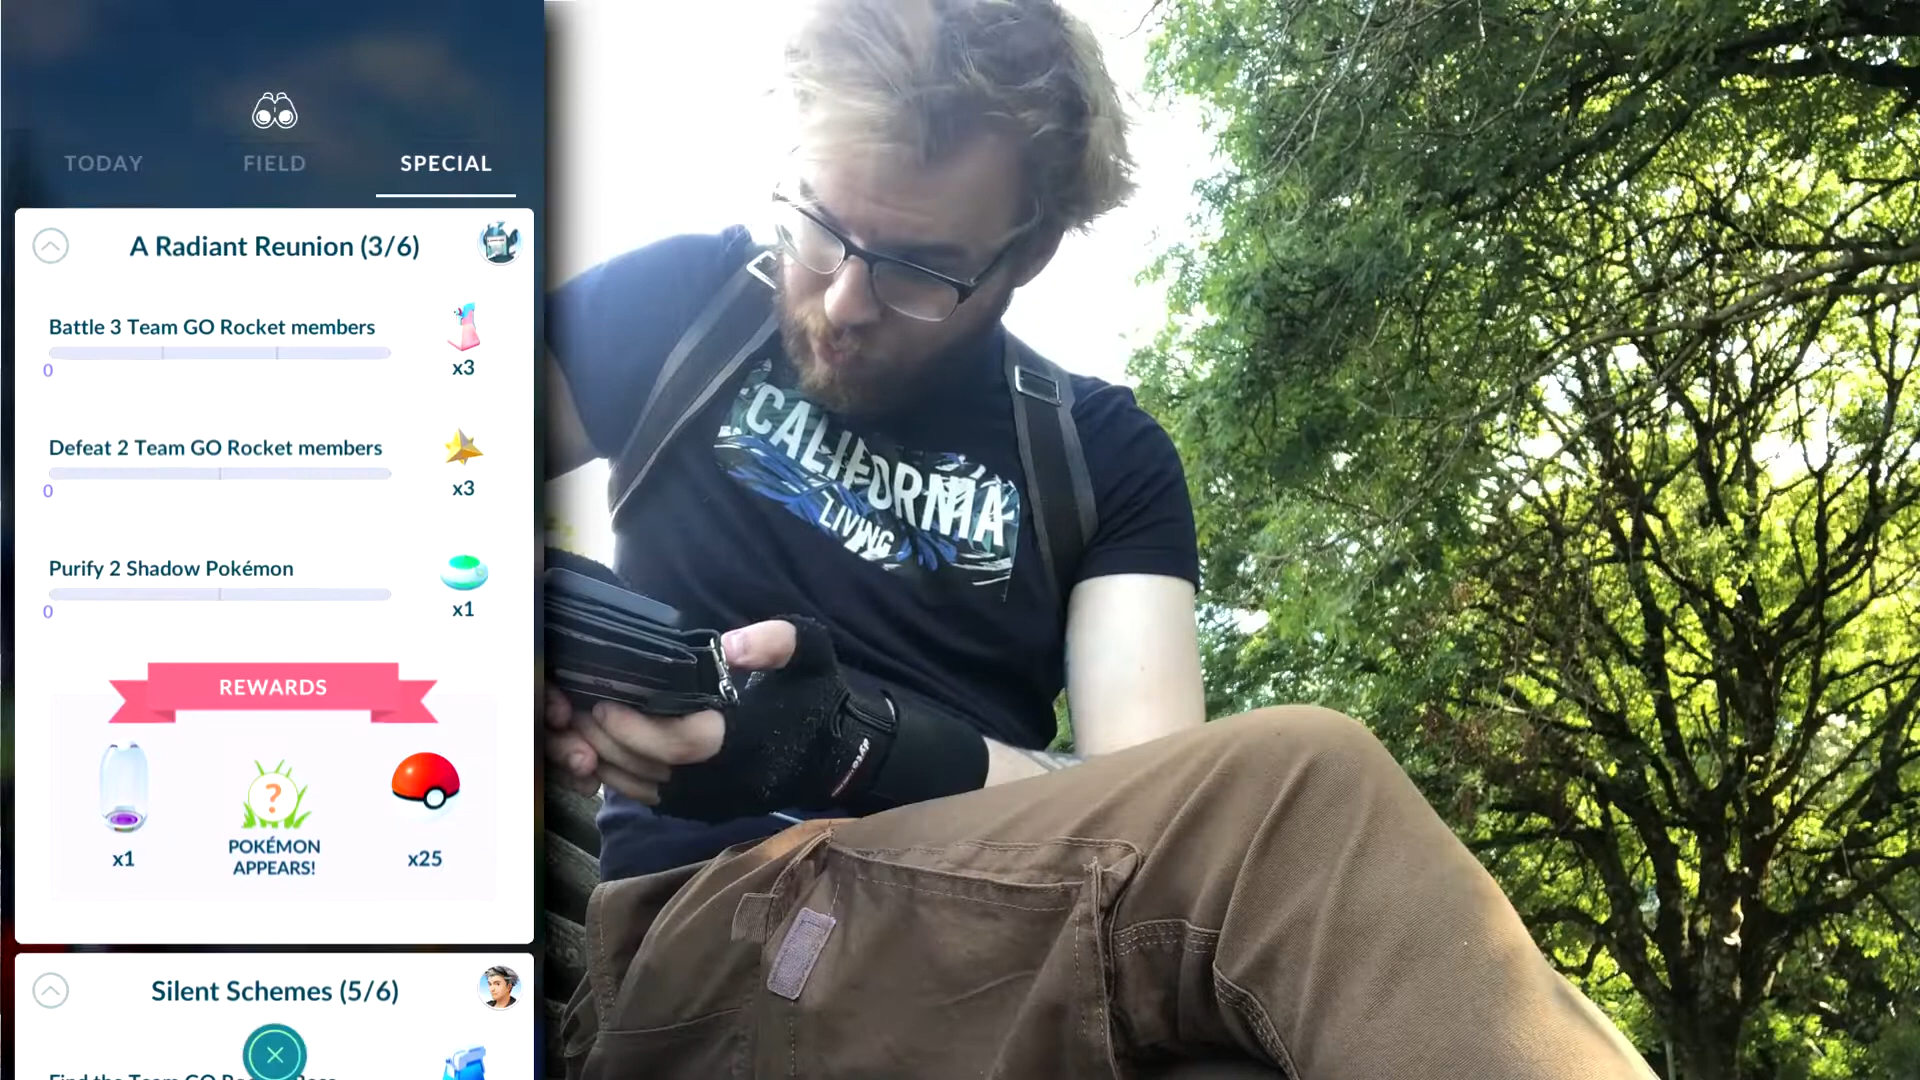 TODAY
FIELD
SPECIAL
A Radiant Reunion (3/6)
Battle 3 Team GO Rocket members
0
x3
Defeat 2 Team GO Rocket members
0
x3
Purify 2 Shadow Pokémon
0
x1
REWARDS
x1
?
POKÉMON
APPEARS!
x25
Silent Schemes (5/6)
CALIFORNIA
LIVING